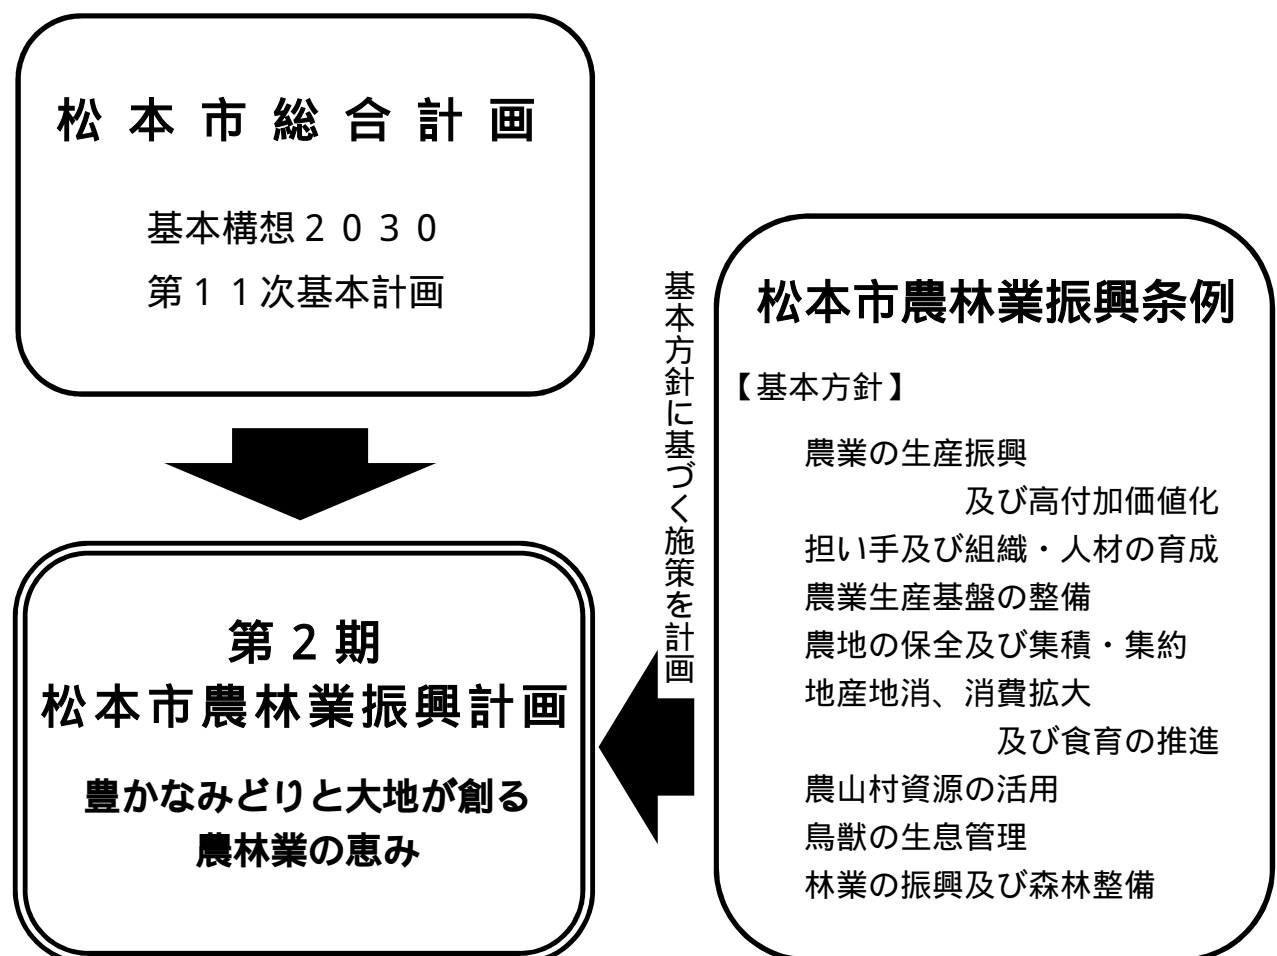 松本市総合計画
基本構想２０３０
第１１次基本計画
基本方針に基づく施策を計画
松本市農林業振興条例
【基本方針】
農業の生産振興
及び高付加価値化
担い手及び組織・人材の育成
農業生産基盤の整備
農地の保全及び集積・集約
地産地消、消費拡大
及び食育の推進
農山村資源の活用
鳥獣の生息管理
林業の振興及び森林整備
第２期
松本市農林業振興計画
豊かなみどりと大地が創る
農林業の恵み